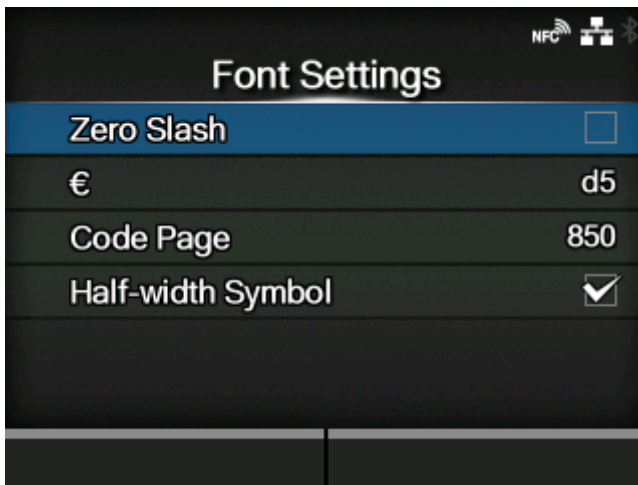 NFC
Font Settings
Zero Slash
€ d5
Code Page 850
Half-width Symbol